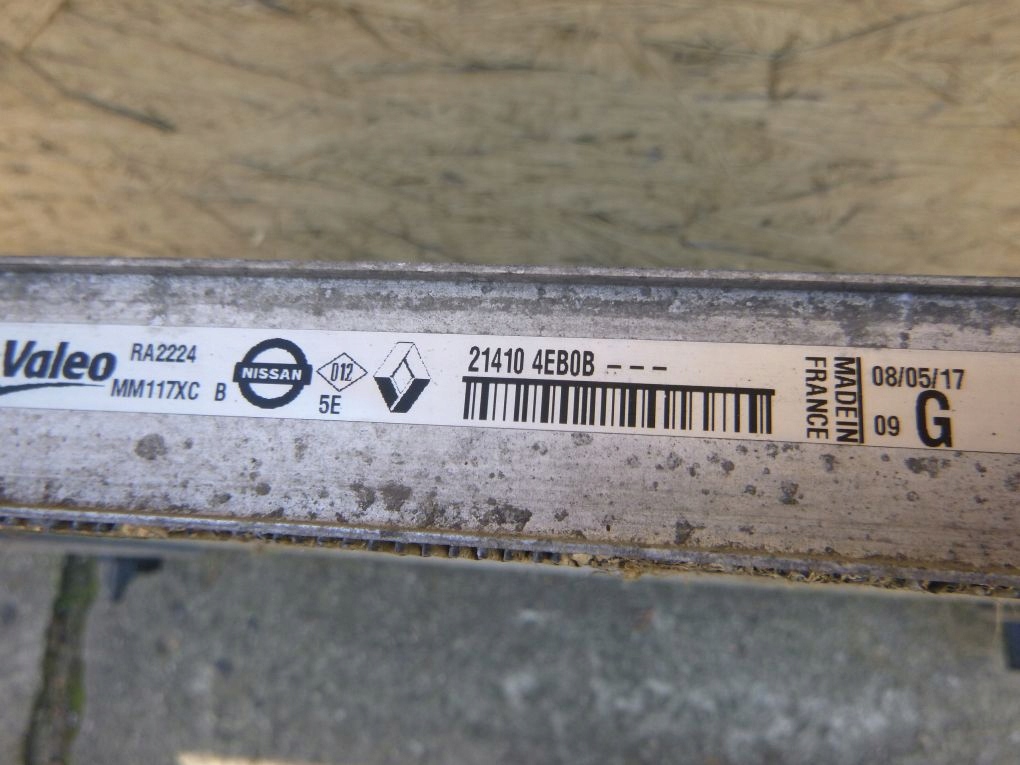 Valeo
RA2224
MM117XC B
NISSAN
012
5E
21410 4EB0B - - -
MADE IN
FRANCE
08/05/17
09 G